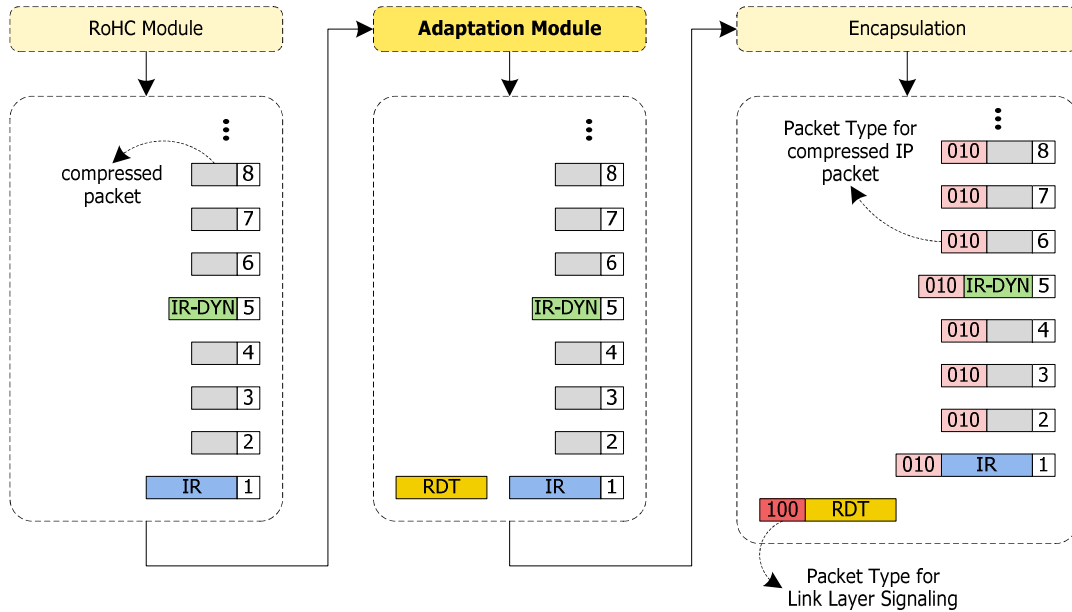 RoHC Module
compressed
packet
8
7
6
IR-DYN 5
4
3
2
IR 1
Adaptation Module
8
7
6
IR-DYN 5
4
3
2
RDT IR 1
Encapsulation
Packet Type for
compressed IP
packet
010 8
010 7
010 6
010 IR-DYN 5
010 4
010 3
010 2
010 IR 1
100 RDT
Packet Type for
Link Layer Signaling